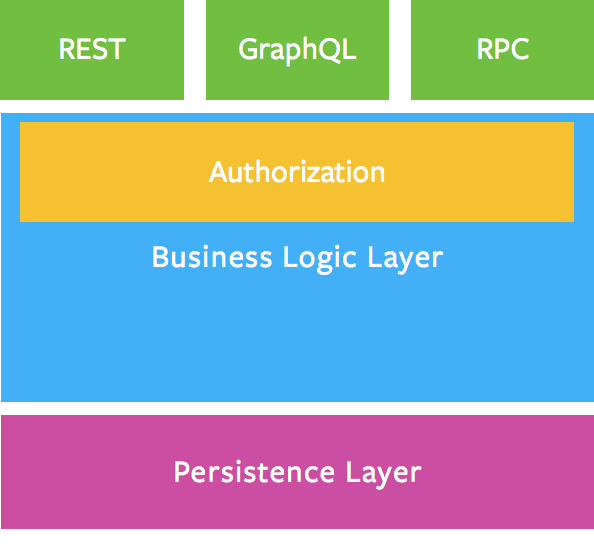 REST
GraphQL
RPC
Authorization
Business Logic Layer
Persistence Layer